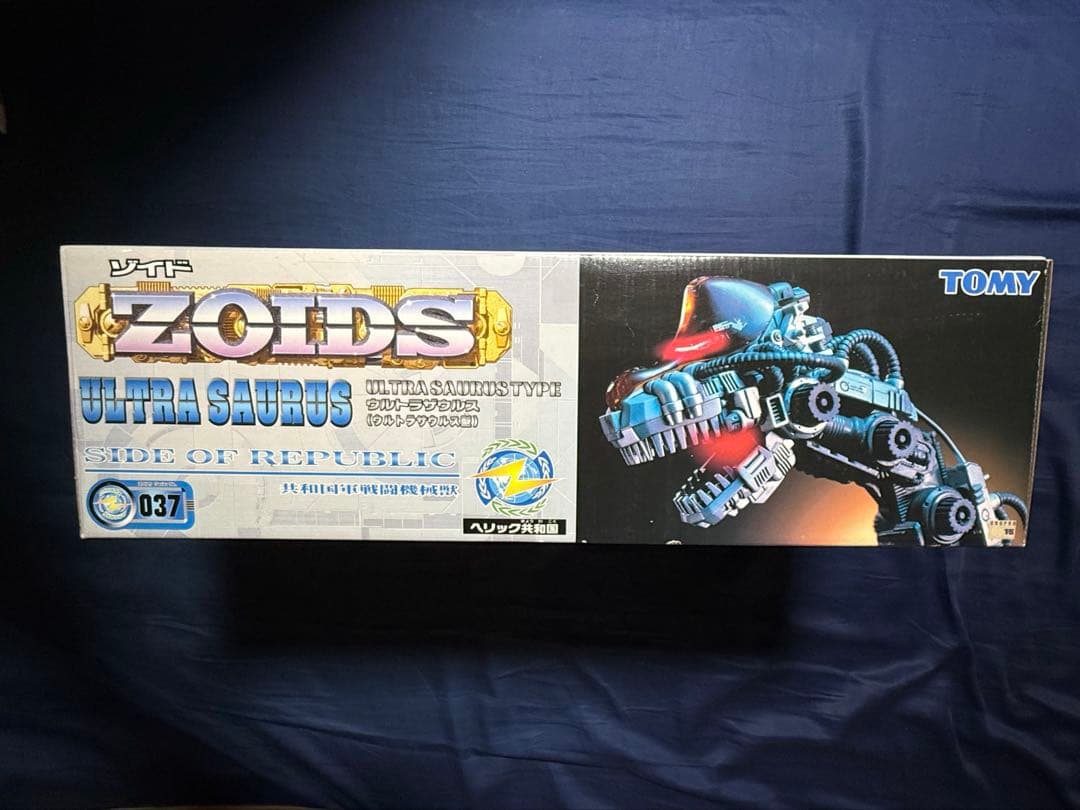 ゾイド
ZOIDS
ULTRA SAURUS
ULTRA SAURUS TYPE
ウルトラザウルス
(ウルトラザウルス型)
SIDE OF REPUBLIC
共和国軍戦闘機械獣
037
ヘリック共和国
TOMY
15